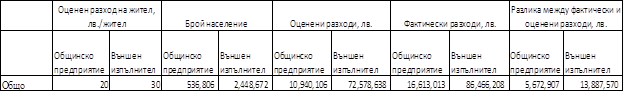 Оценен разход на жител, лв./жител Брой население Оценени разходи, лв. Фактически разходи, лв. Разлика между фактически и оценени разходи, лв.
Общинско предприятие Външен изпълнител Общинско предприятие Външен изпълнител Общинско предприятие Външен изпълнител Общинско предприятие Външен изпълнител Общинско предприятие Външен изпълнител
Общо 20 30 536,806 2,448,672 10,940,106 72,578,638 16,613,013 86,466,208 5,672,907 13,887,570